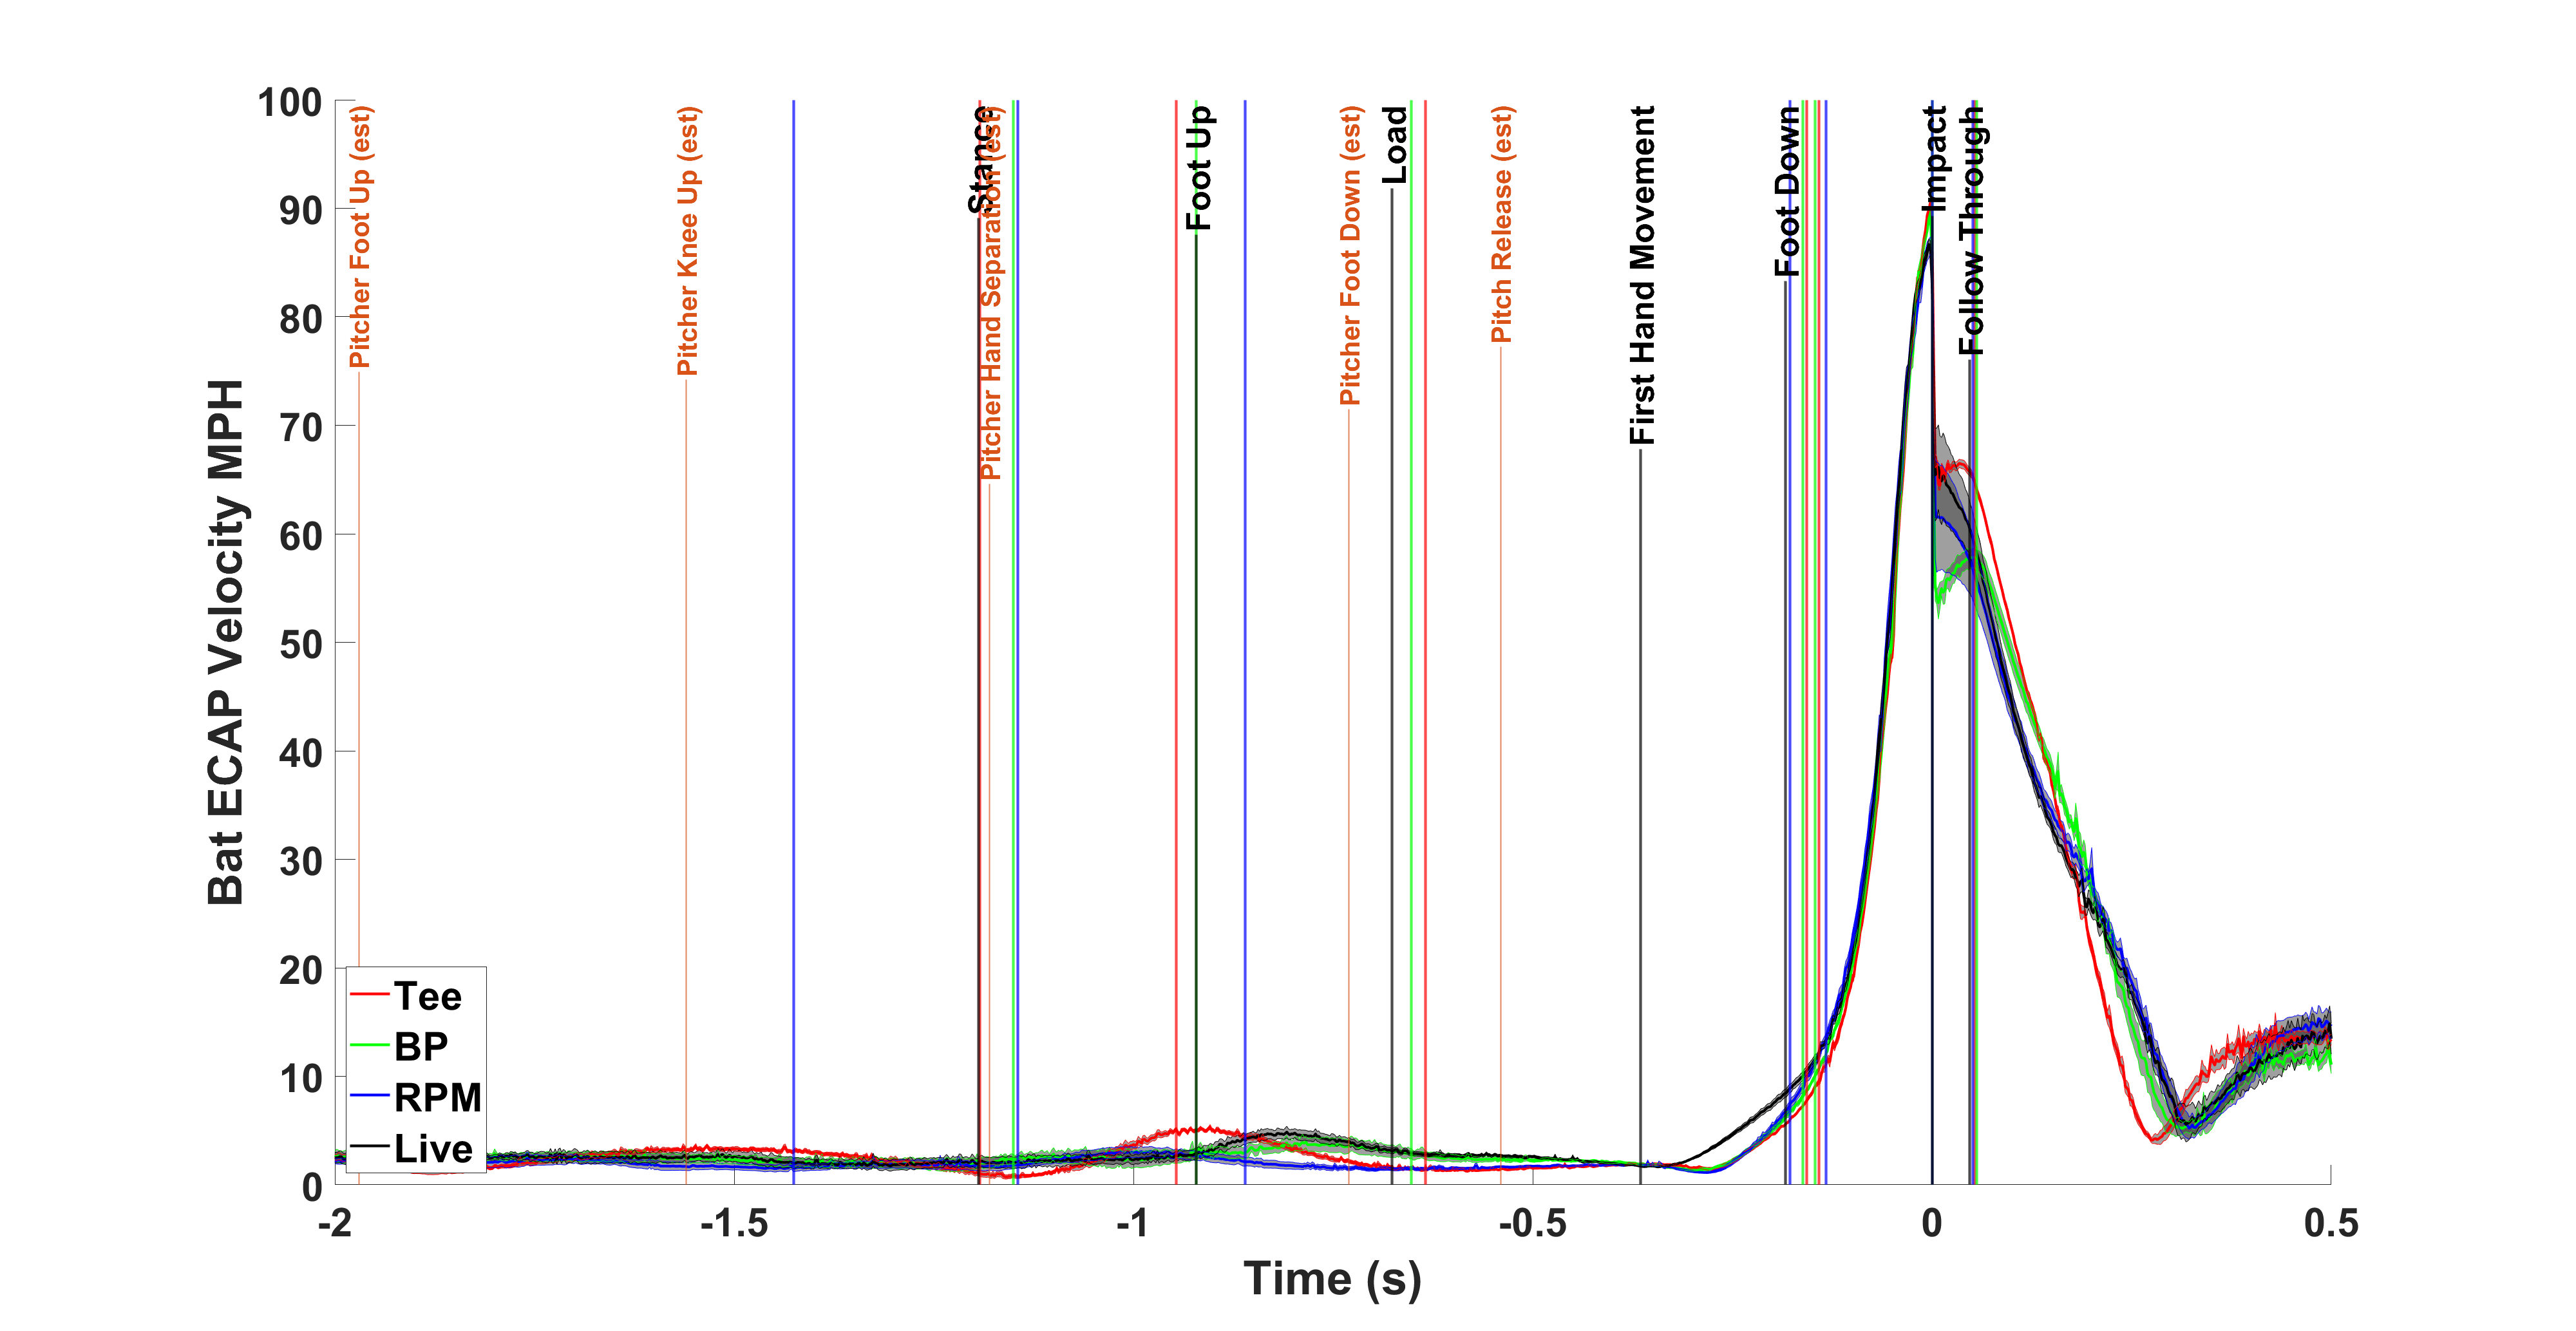 100
90
80
70
60
50
40
30
20
10
0
Bat ECAP Velocity MPH
Pitcher Foot Up (est)
Pitcher Knee Up (est)
Stance
Pitcher Hand Separation (est)
Foot Up
Pitcher Foot Down (est)
Load
Pitch Release (est)
First Hand Movement
Foot Down
Impact
Follow Through
Tee
BP
RPM
Live
-2
-1.5
-1
-0.5
0
0.5
Time (s)